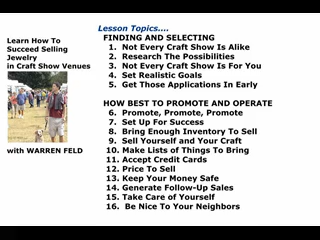 Lesson Topics....
Learn How To
Succeed Selling
Jewelry
in Craft Show Venues
with WARREN FELD
FINDING AND SELECTING
1. Not Every Craft Show Is Alike
2. Research The Possibilities
3. Not Every Craft Show Is For You
4. Set Realistic Goals
5. Get Those Applications In Early
HOW BEST TO PROMOTE AND OPERATE
6. Promote, Promote, Promote
7. Set Up For Success
8. Bring Enough Inventory To Sell
9. Sell Yourself and Your Craft
10. Make Lists of Things To Bring
11. Accept Credit Cards
12. Price To Sell
13. Keep Your Money Safe
14. Generate Follow-Up Sales
15. Take Care of Yourself
16. Be Nice To Your Neighbors